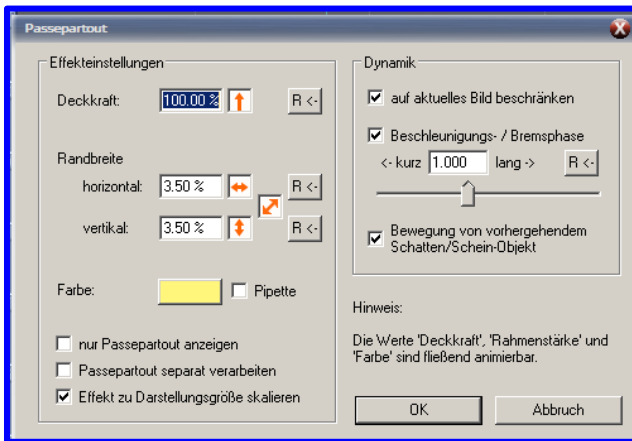 Passepartout
Effekteinstellungen
Deckkraft: 100.00 % R <-
Randbreite
horizontal: 3.50 % R <-
vertikal: 3.50 % R <-
Farbe: Pipette
nur Passepartout anzeigen
Passepartout separat verarbeiten
Effekt zu Darstellungsgröße skalieren
Dynamik
auf aktuelles Bild beschränken
Beschleunigungs- / Bremsphase
<- kurz 1.000 lang -> R <-
Bewegung von vorhergehendem
Schatten/Schein-Objekt
Hinweis:
Die Werte 'Deckkraft', 'Rahmenstärke' und
'Farbe' sind fließend animierbar.
OK Abbruch